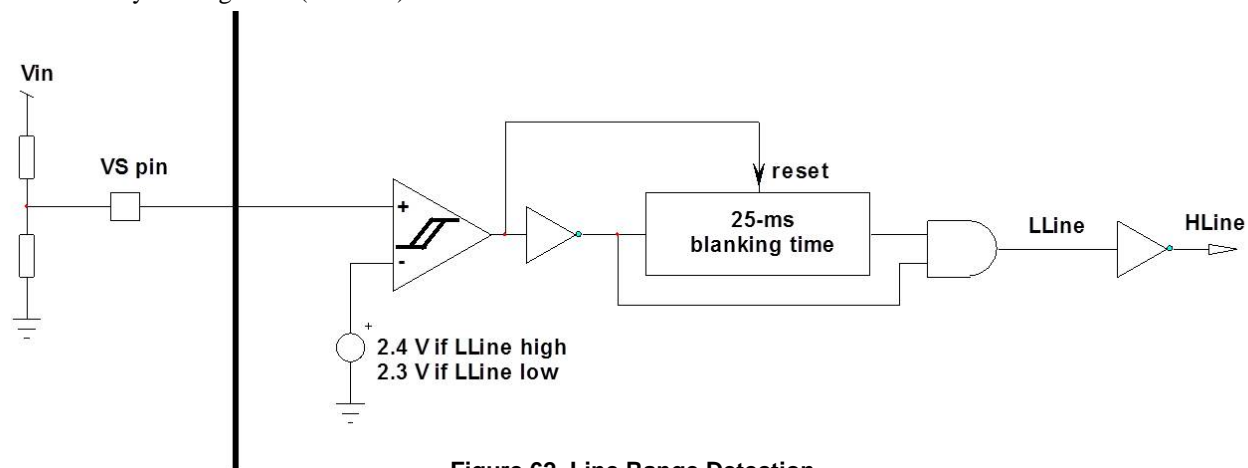 Vin
VS pin
+
-
+
2.4 V if LLine high
2.3 V if LLine low
reset
25-ms
blanking time
LLine
HLine
Figure 62. Line Range Detection